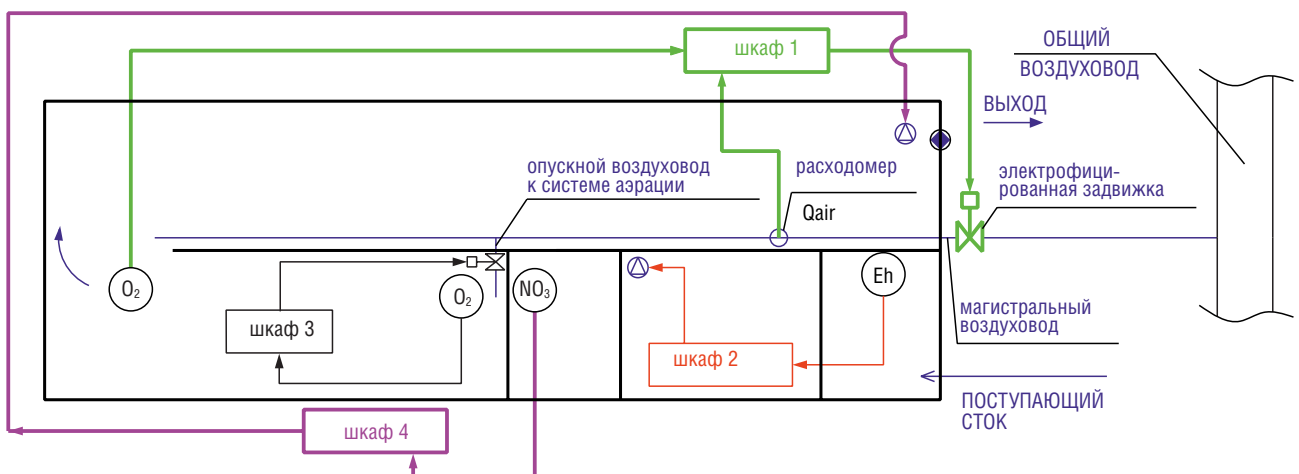 шкаф 1
ОБЩИЙ
ВОЗДУХОВОД
ВЫХОД
опускной воздуховод
к системе аэрации
расходомер
Qair
электрофици-
рованная задвижка
O₂
O₂
NO₃
Eh
шкаф 3
шкаф 2
магистральный
воздуховод
ПОСТУПАЮЩИЙ
СТОК
шкаф 4